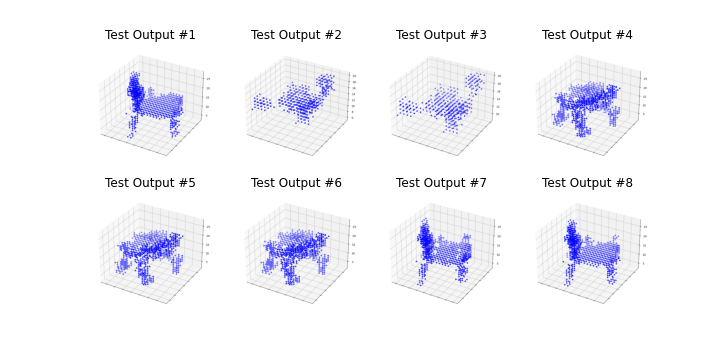 Test Output #1
Test Output #2
Test Output #3
Test Output #4
Test Output #5
Test Output #6
Test Output #7
Test Output #8